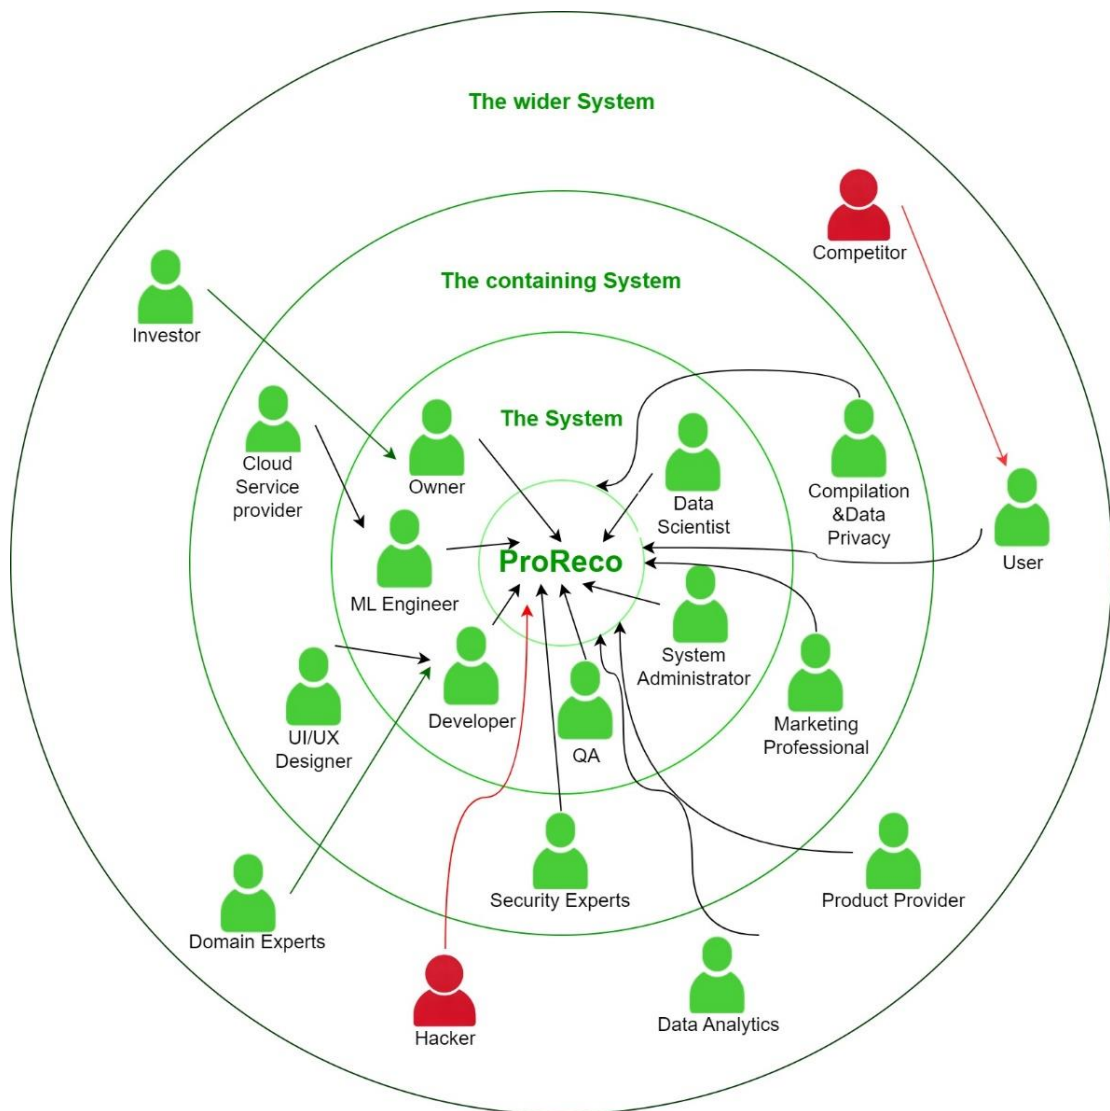 The wider System
Competitor
The containing System
Investor
The System
Cloud
Service
provider
Owner
Data
Scientist
Compilation
&Data
Privacy
ProReco
User
ML Engineer
System
Administrator
Developer
UI/UX
Designer
QA
Marketing
Professional
Security Experts
Product Provider
Domain Experts
Hacker
Data Analytics